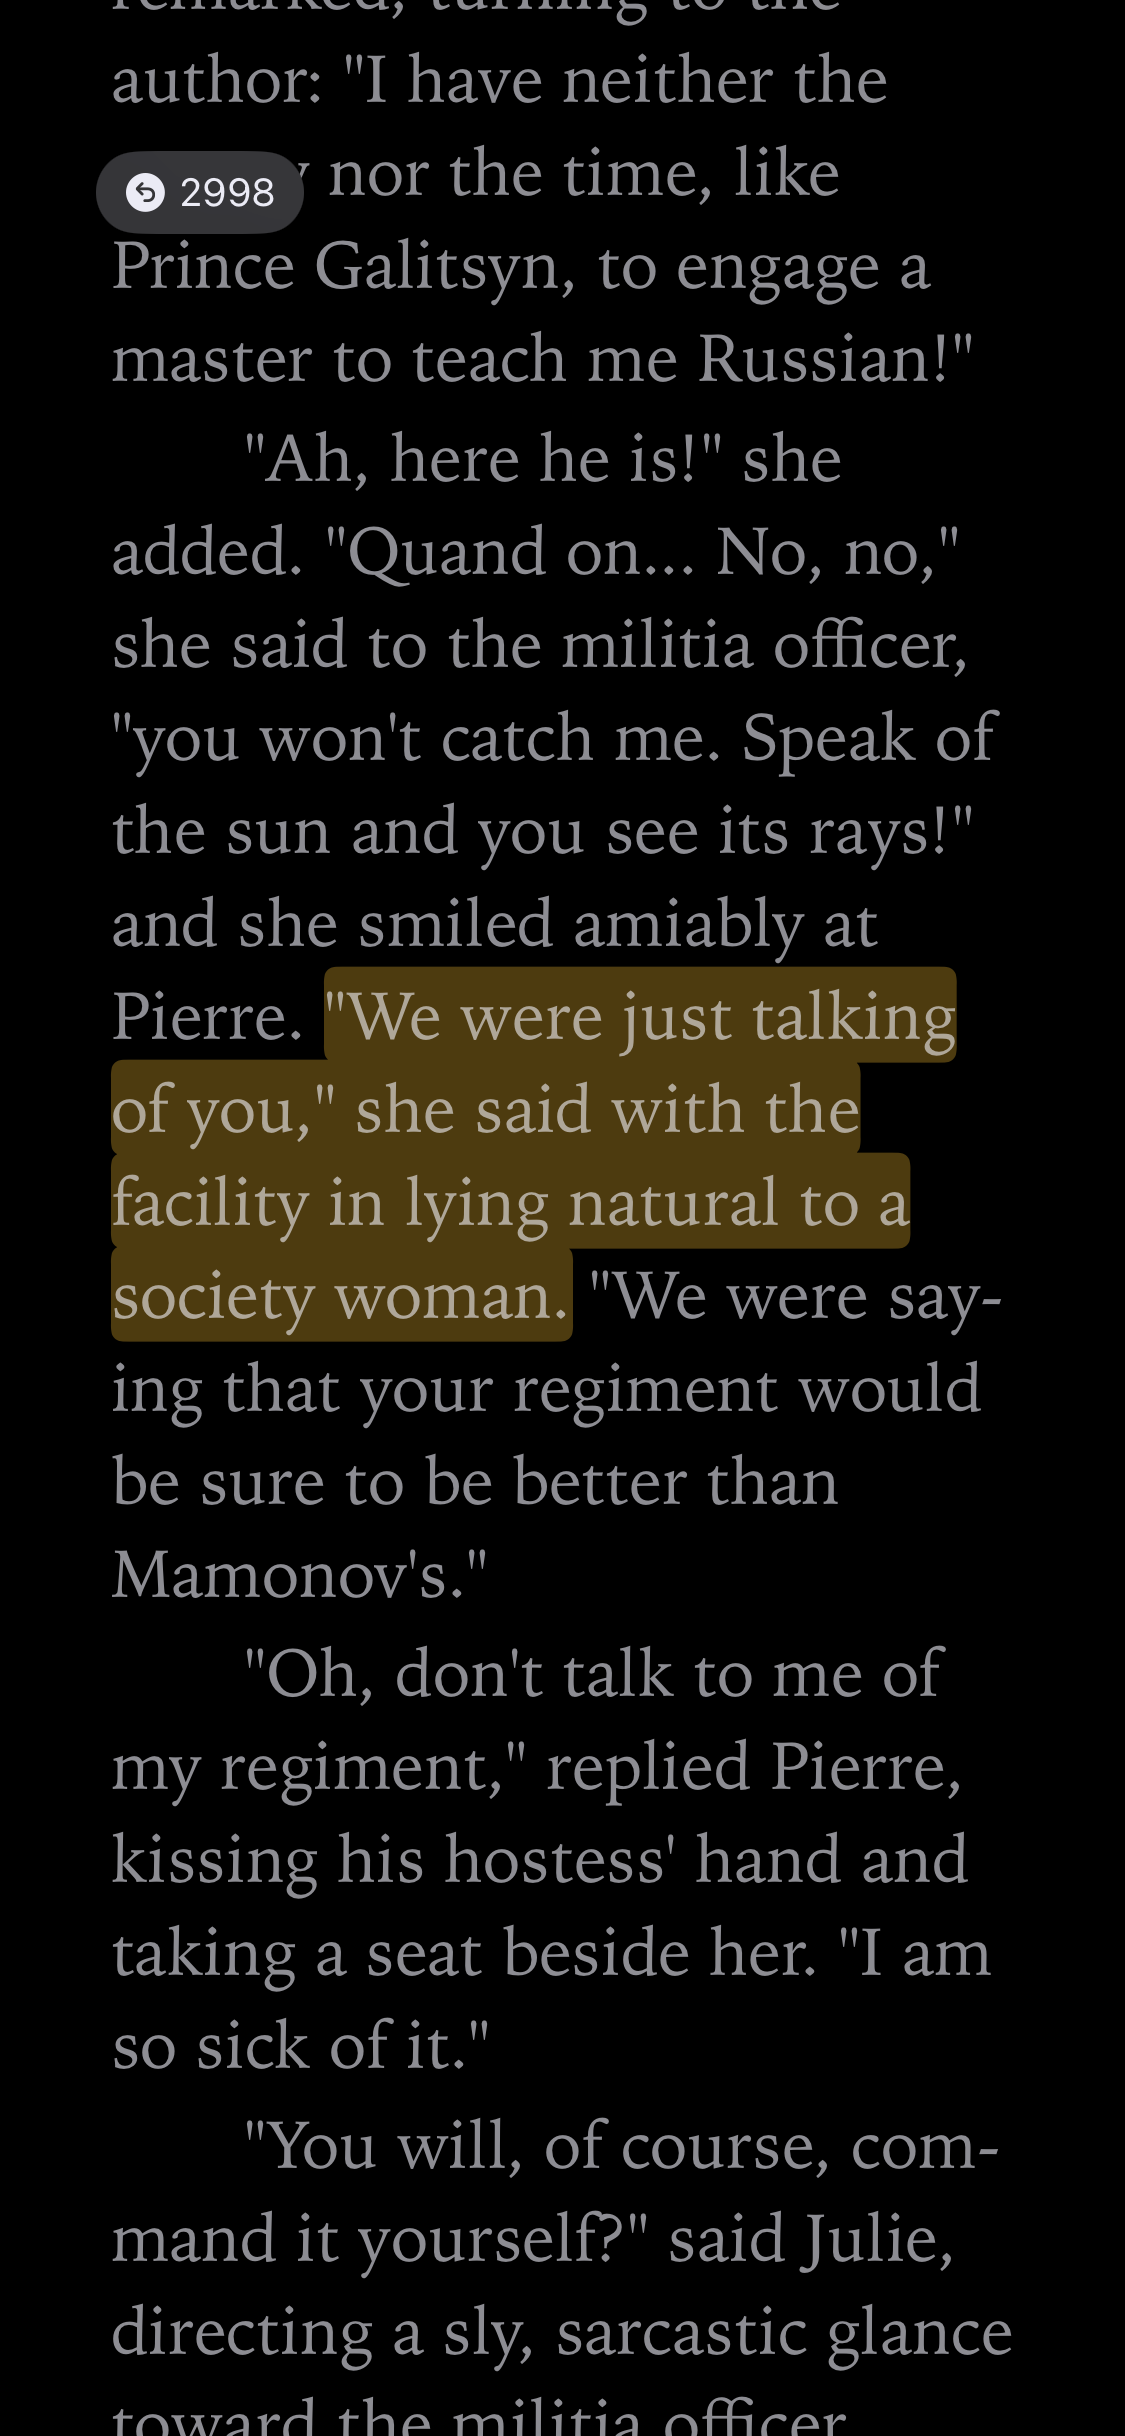 author: "I have neither the
2998
nor the time, like
Prince Galitsyn, to engage a
master to teach me Russian!"
"Ah, here he is!" she
added. "Quand on... No, no,"
she said to the militia officer,
"you won't catch me. Speak of
the sun and you see its rays!"
and she smiled amiably at
Pierre. "We were just talking
of you," she said with the
facility in lying natural to a
society woman. "We were say-
ing that your regiment would
be sure to be better than
Mamonov's."
"Oh, don't talk to me of
my regiment," replied Pierre,
kissing his hostess' hand and
taking a seat beside her. "I am
so sick of it."
"You will, of course, com-
mand it yourself?" said Julie,
directing a sly, sarcastic glance
toward the militia officer